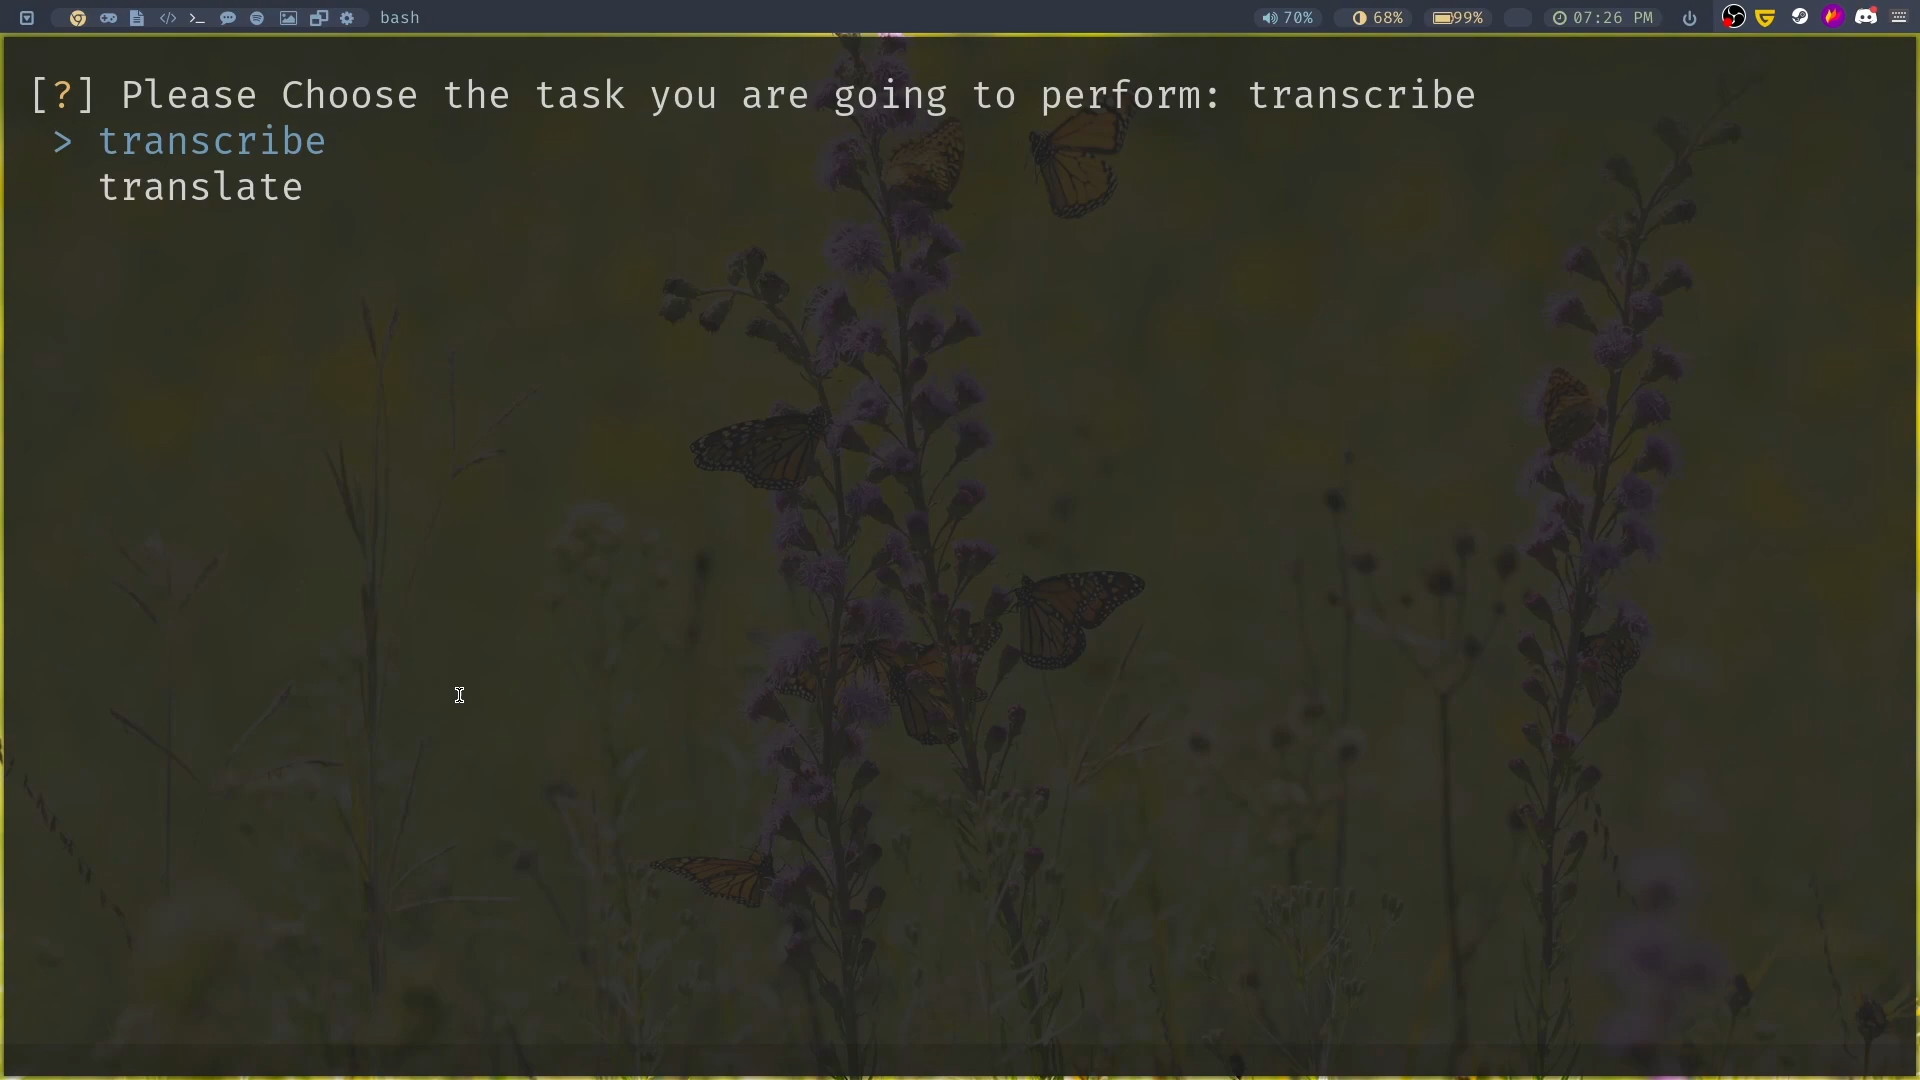 bash 70% 68% 99% 07:26 PM
[?] Please Choose the task you are going to perform: transcribe
> transcribe
translate